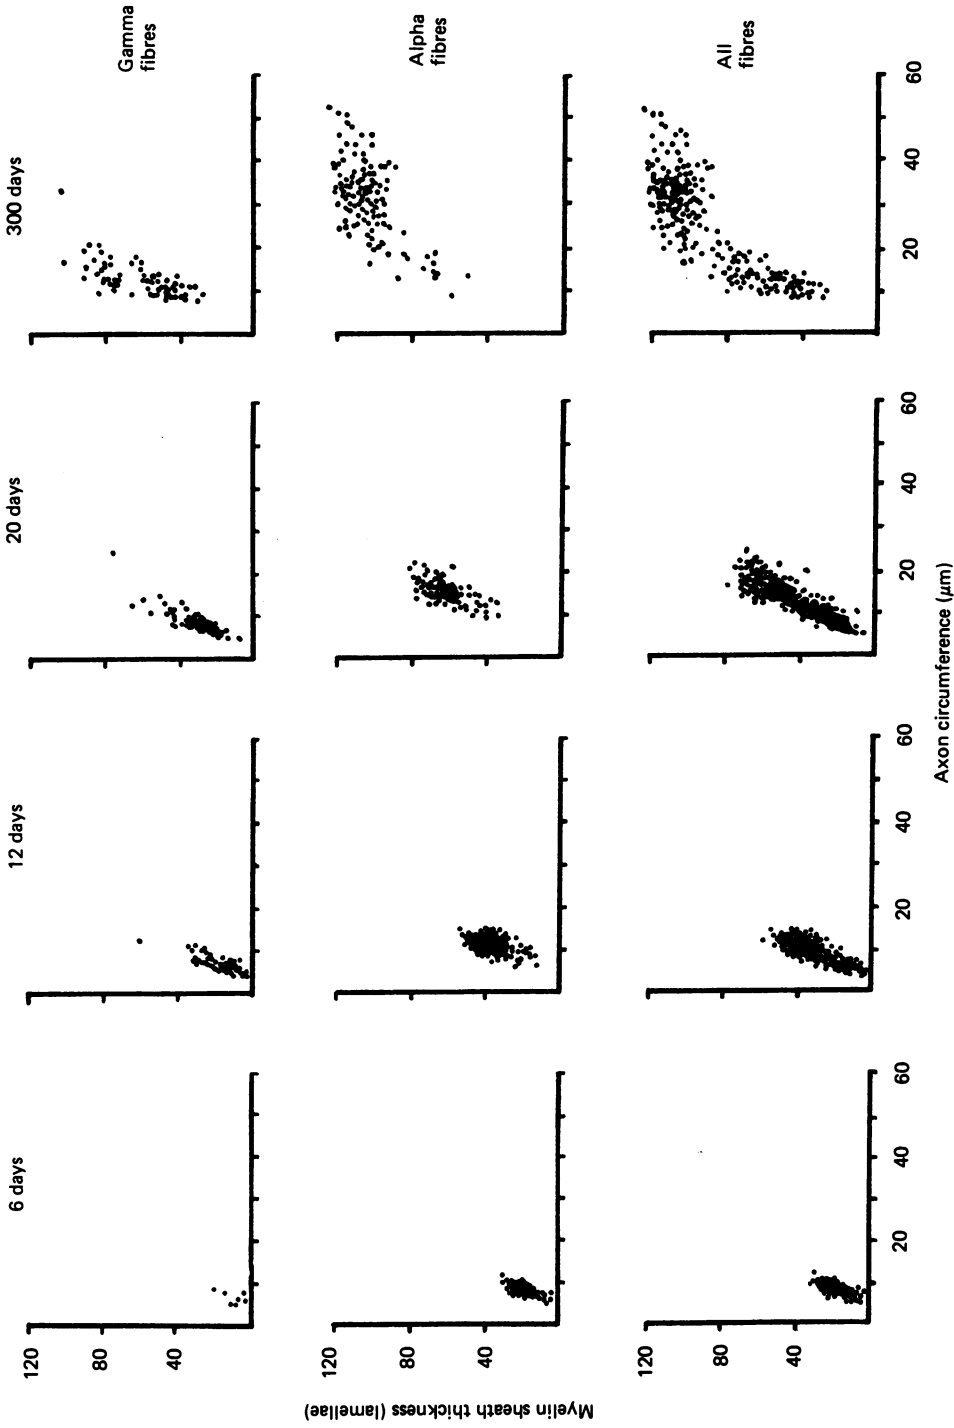 6 days
12 days
20 days
300 days
120
80
40
Gamma
fibres
Myelin sheath thickness (lamellae)
120
80
40
Alpha
fibres
120
80
40
All
fibres
20
40
60
20
40
60
20
40
60
20
40
60
Axon circumference (μm)